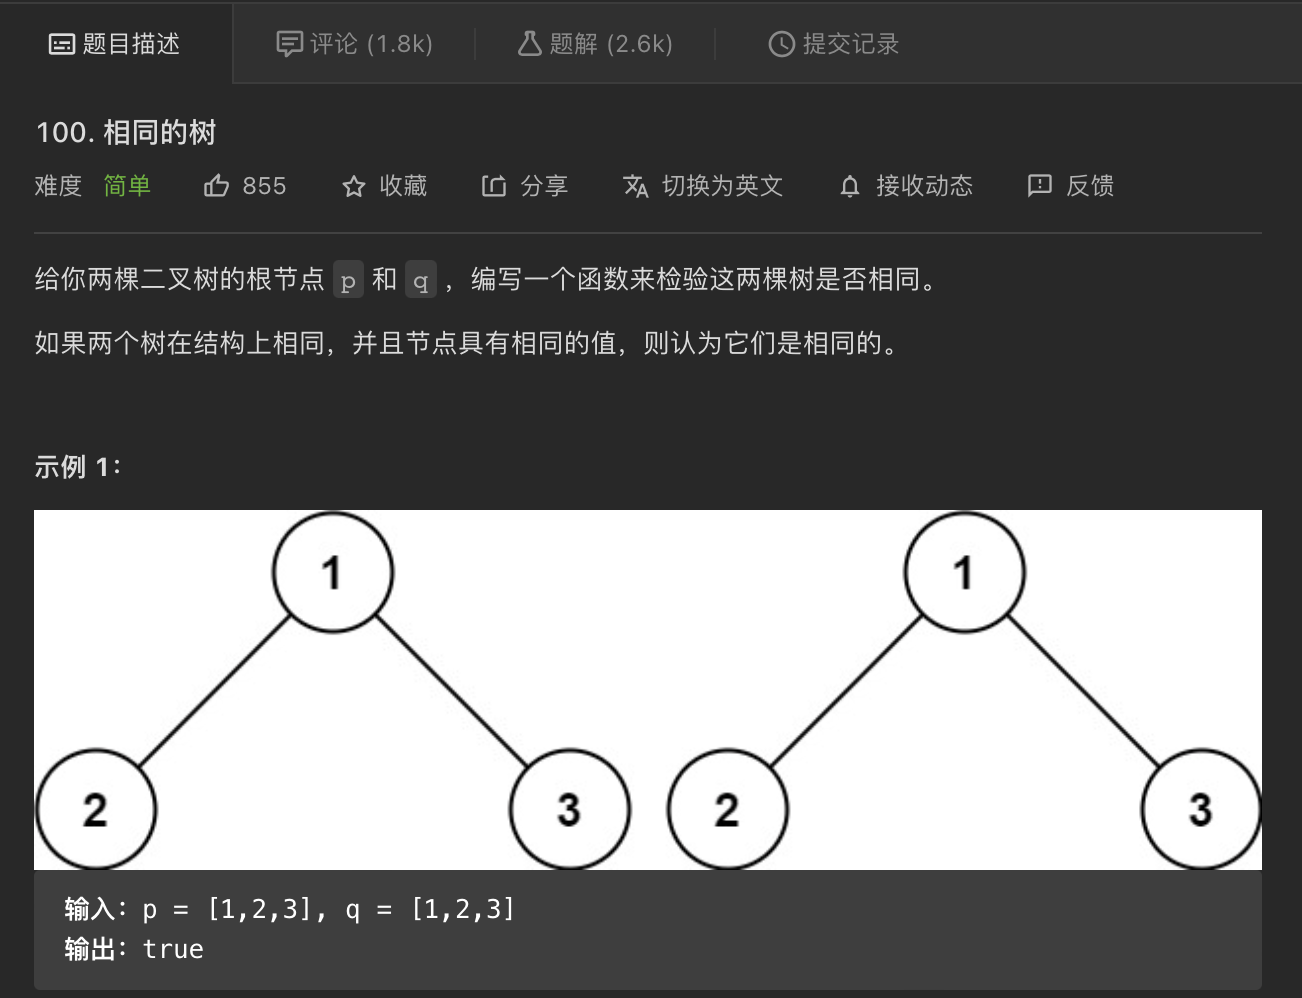 题目描述 评论 (1.8k) 题解 (2.6k) 提交记录
100. 相同的树
难度 简单 855 收藏 分享 切换为英文 接收动态 反馈
给你两棵二叉树的根节点 p 和 q ，编写一个函数来检验这两棵树是否相同。
如果两个树在结构上相同，并且节点具有相同的值，则认为它们是相同的。
示例 1：
1 1
2 3 2 3
输入：p = [1,2,3], q = [1,2,3]
输出：true